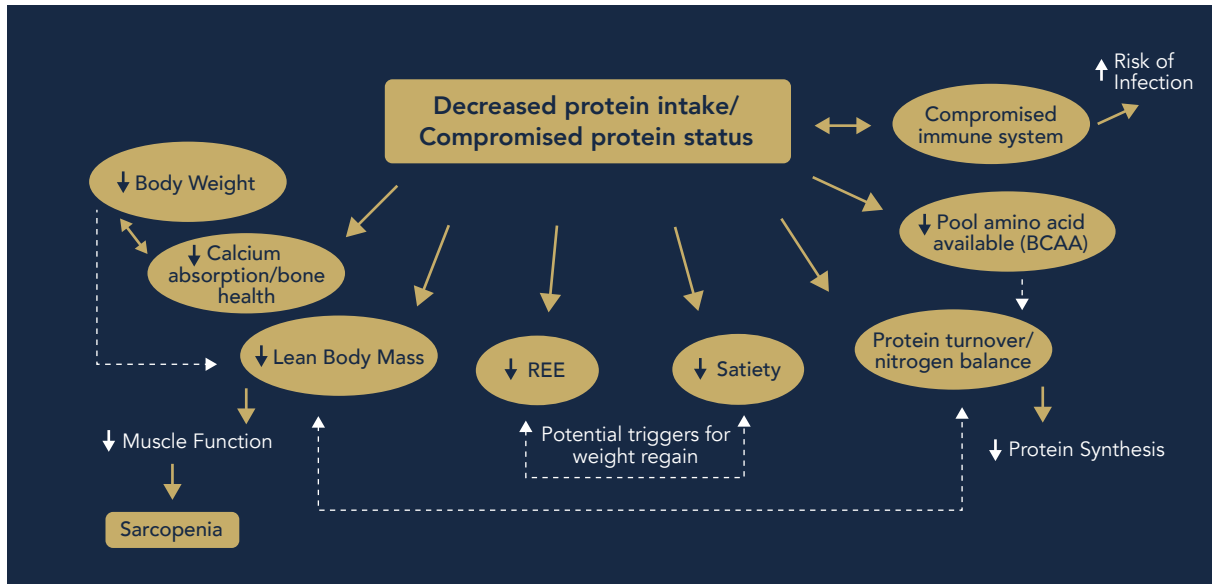 Decreased protein intake/
Compromised protein status
↑ Risk of
Infection
Compromised
immune system
↓ Body Weight
↓ Pool amino acid
available (BCAA)
↓ Calcium
absorption/bone
health
↓ Lean Body Mass
↓ REE
↓ Satiety
Protein turnover/
nitrogen balance
↓ Muscle Function
Potential triggers for
weight regain
↓ Protein Synthesis
Sarcopenia